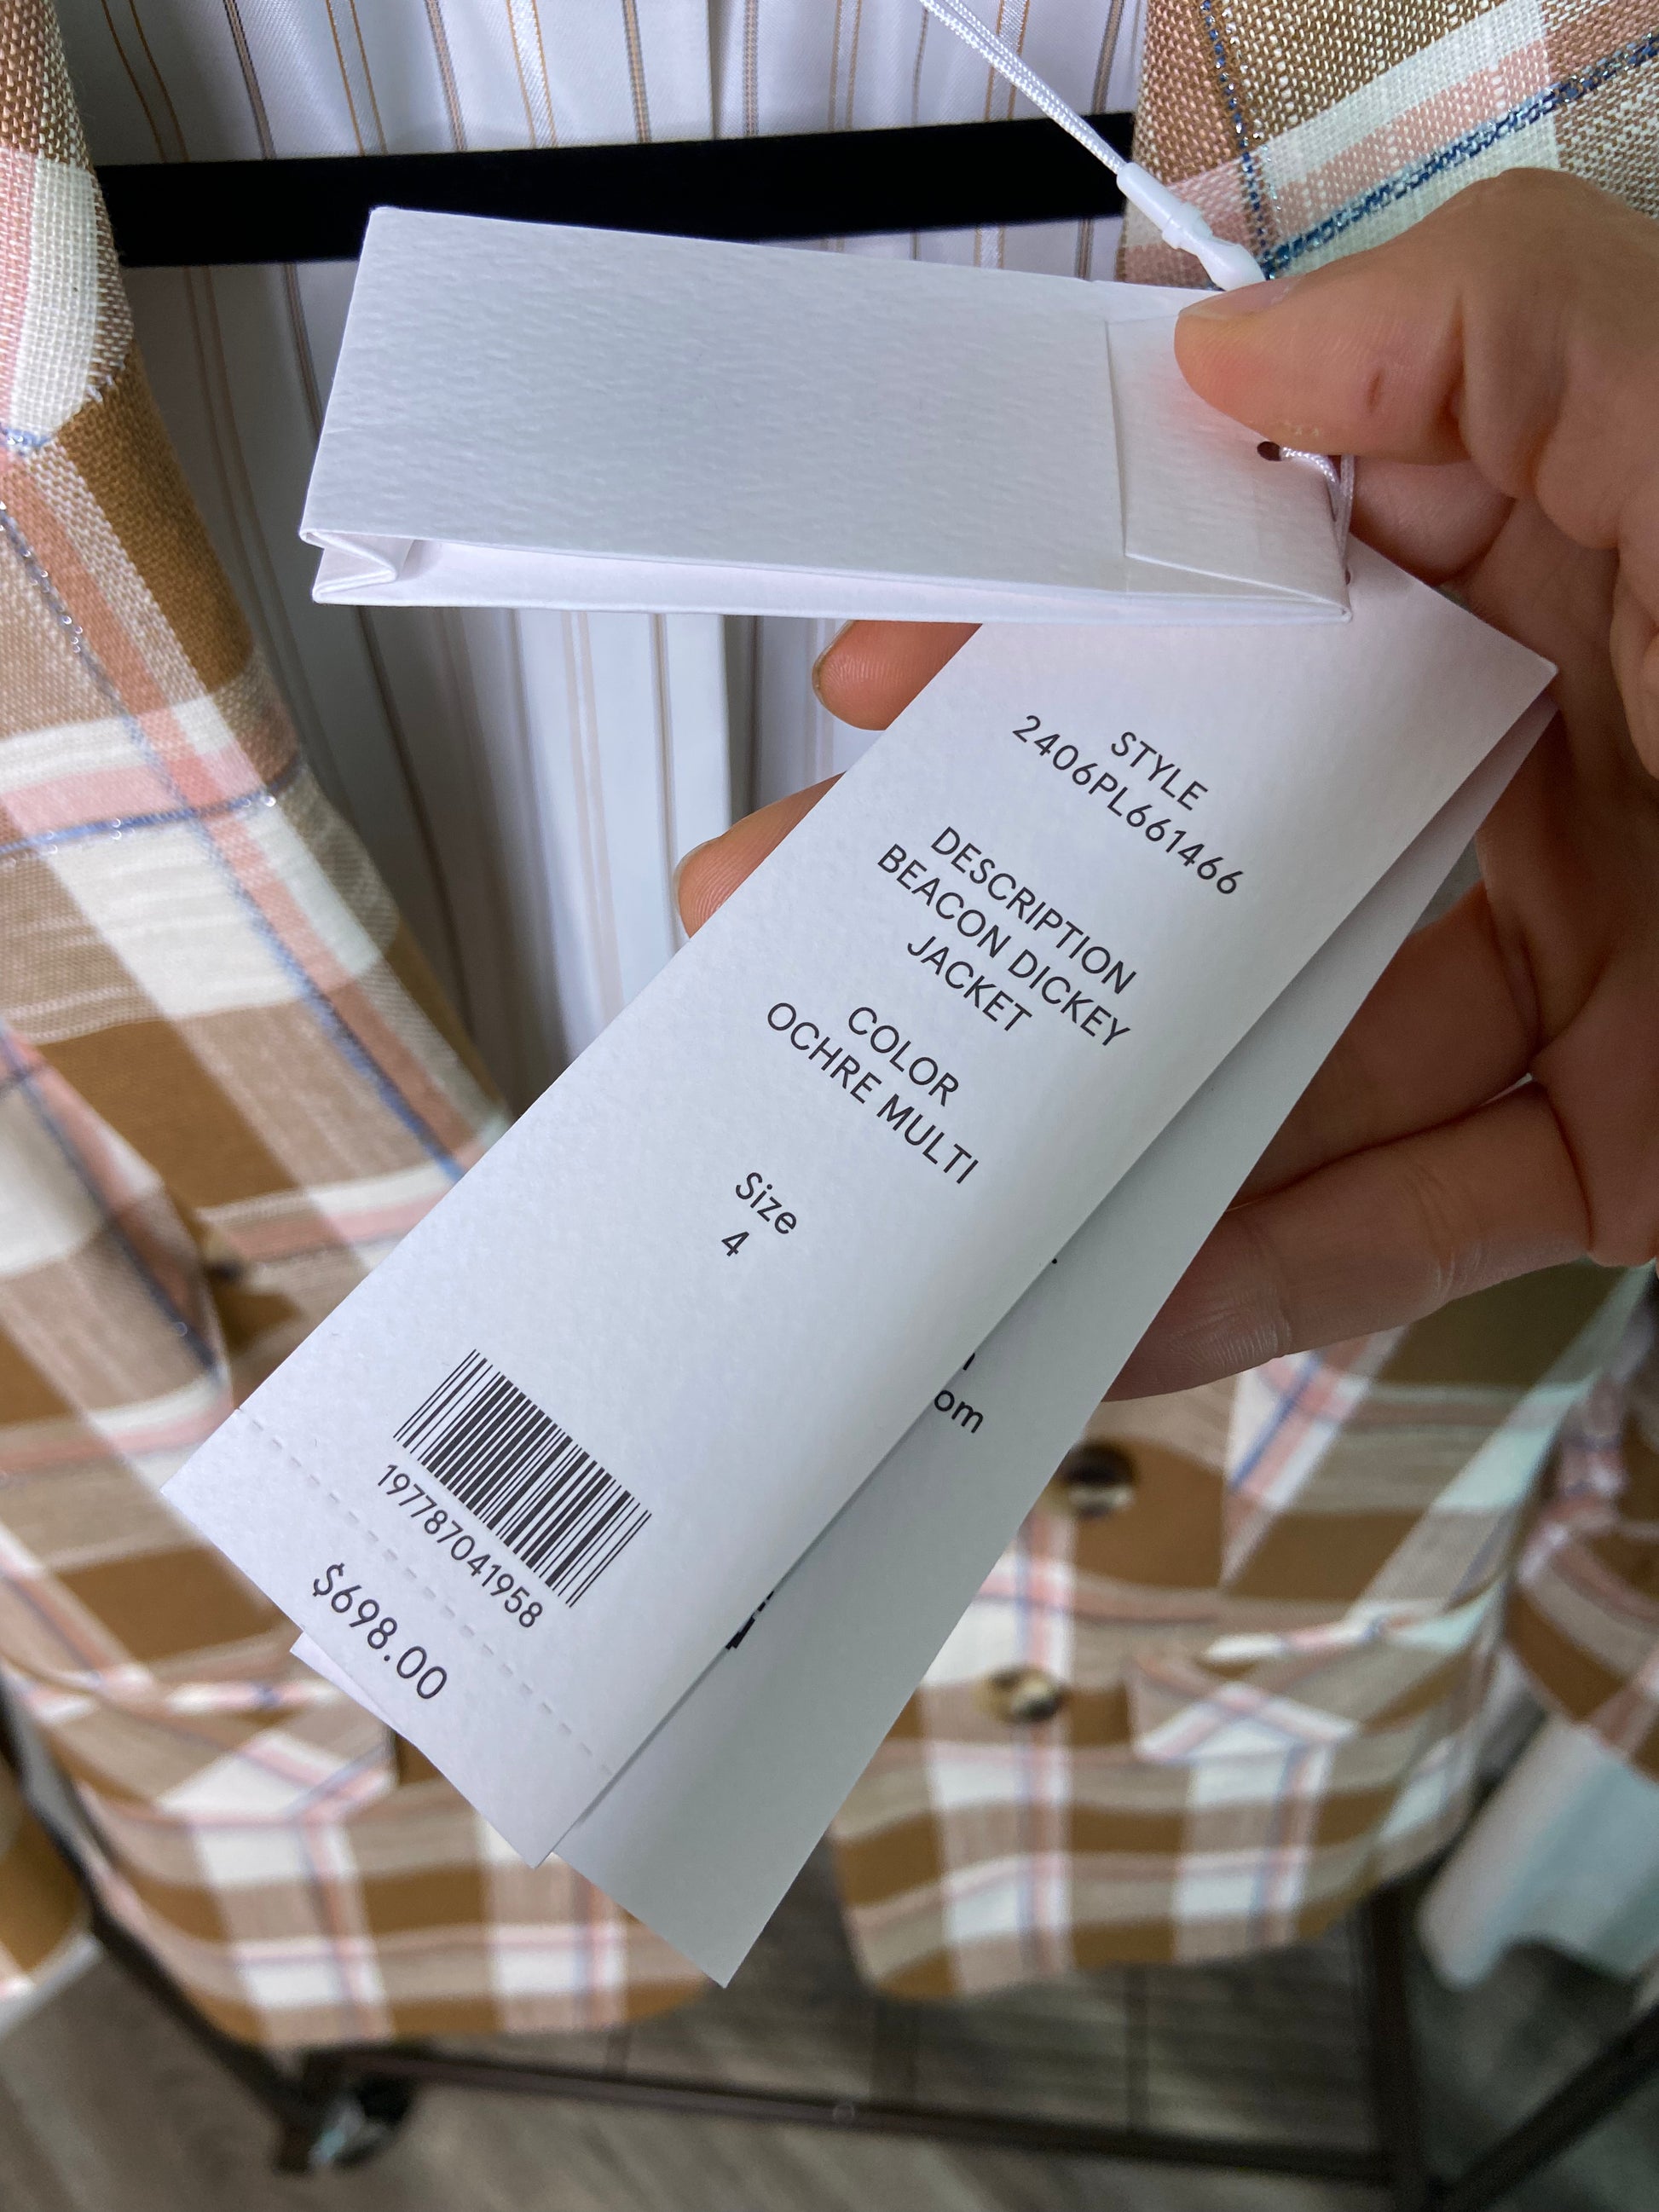 STYLE
2406PL661466
DESCRIPTION
BEACON DICKEY
JACKET
COLOR
OCHRE MULTI
Size
4
197787041958
$698.00
om